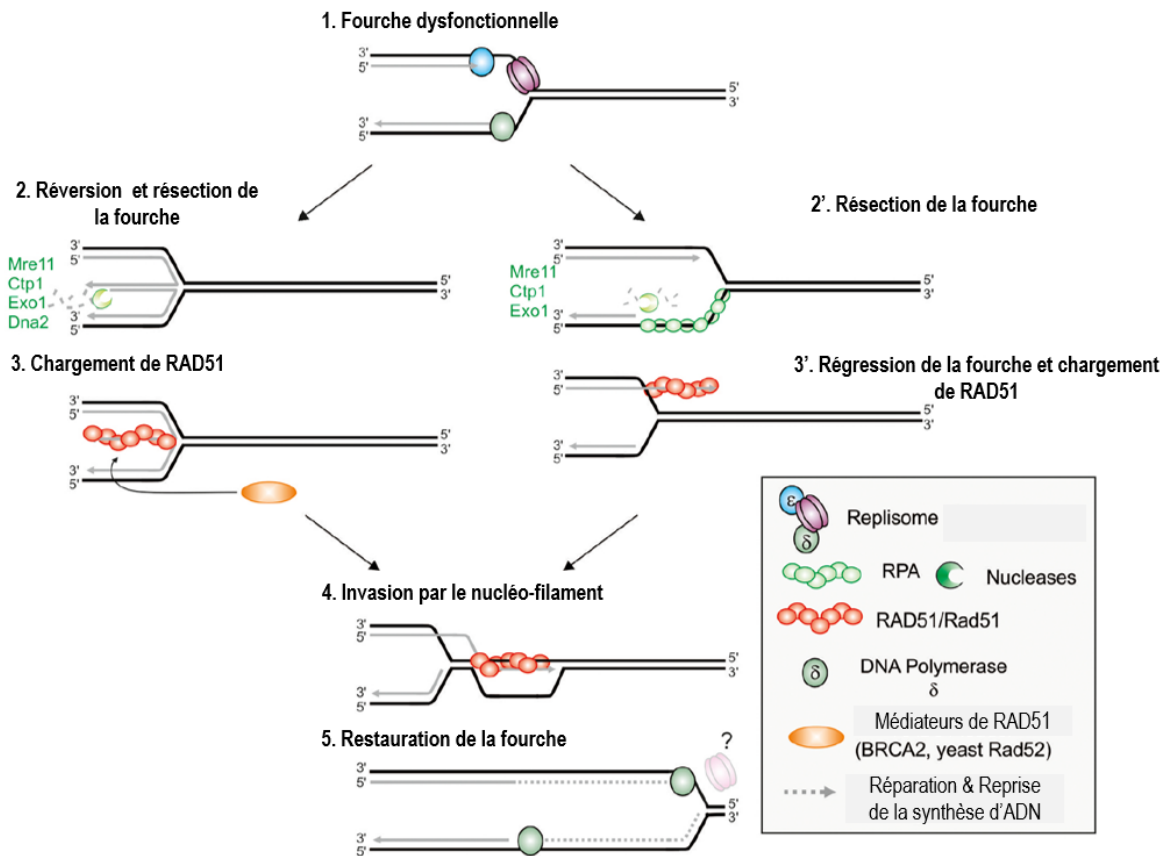 1. Fourche dysfonctionnelle
3'
5'
5'
3'
3'
5'
2. Réversion et résection de
la fourche
2'. Résection de la fourche
3'
5'
Mre11
Ctp1
Exo1
Dna2
5'
3'
3'
5'
3'
5'
Mre11
Ctp1
Exo1
5'
3'
3'
5'
3. Chargement de RAD51
3'. Régression de la fourche et chargement
de RAD51
3'
5'
5'
3'
3'
5'
3'
5'
5'
3'
3'
5'
4. Invasion par le nucléo-filament
3'
5'
5'
3'
3'
5'
5. Restauration de la fourche
?
3'
5'
5'
3'
3'
5'
ε
δ
Replisome
RPA
Nucleases
RAD51/Rad51
δ
DNA Polymerase
δ
Médiateurs de RAD51
(BRCA2, yeast Rad52)
Réparation & Reprise
de la synthèse d'ADN